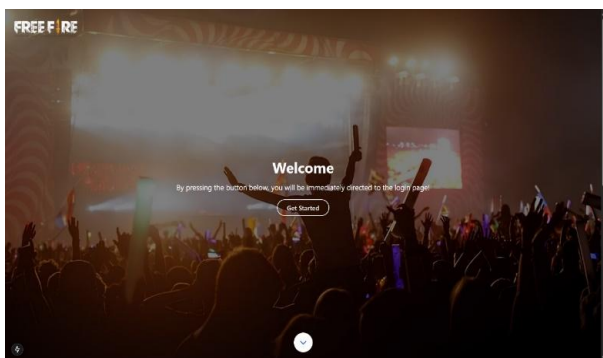 FREE FIRE
Welcome
By pressing the button below, you will be immediately directed to the login page!
Get Started